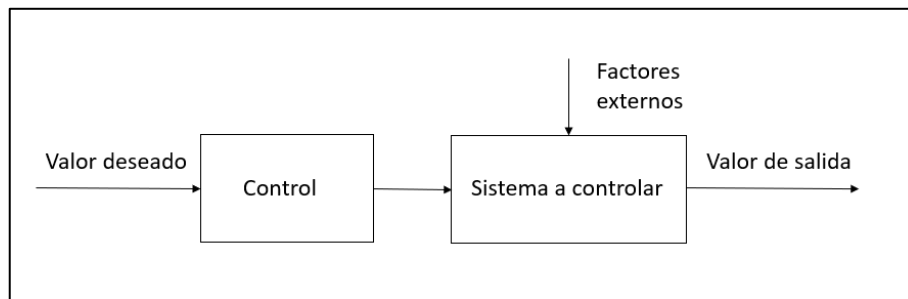 Factores
externos
Valor deseado
Control
Sistema a controlar
Valor de salida